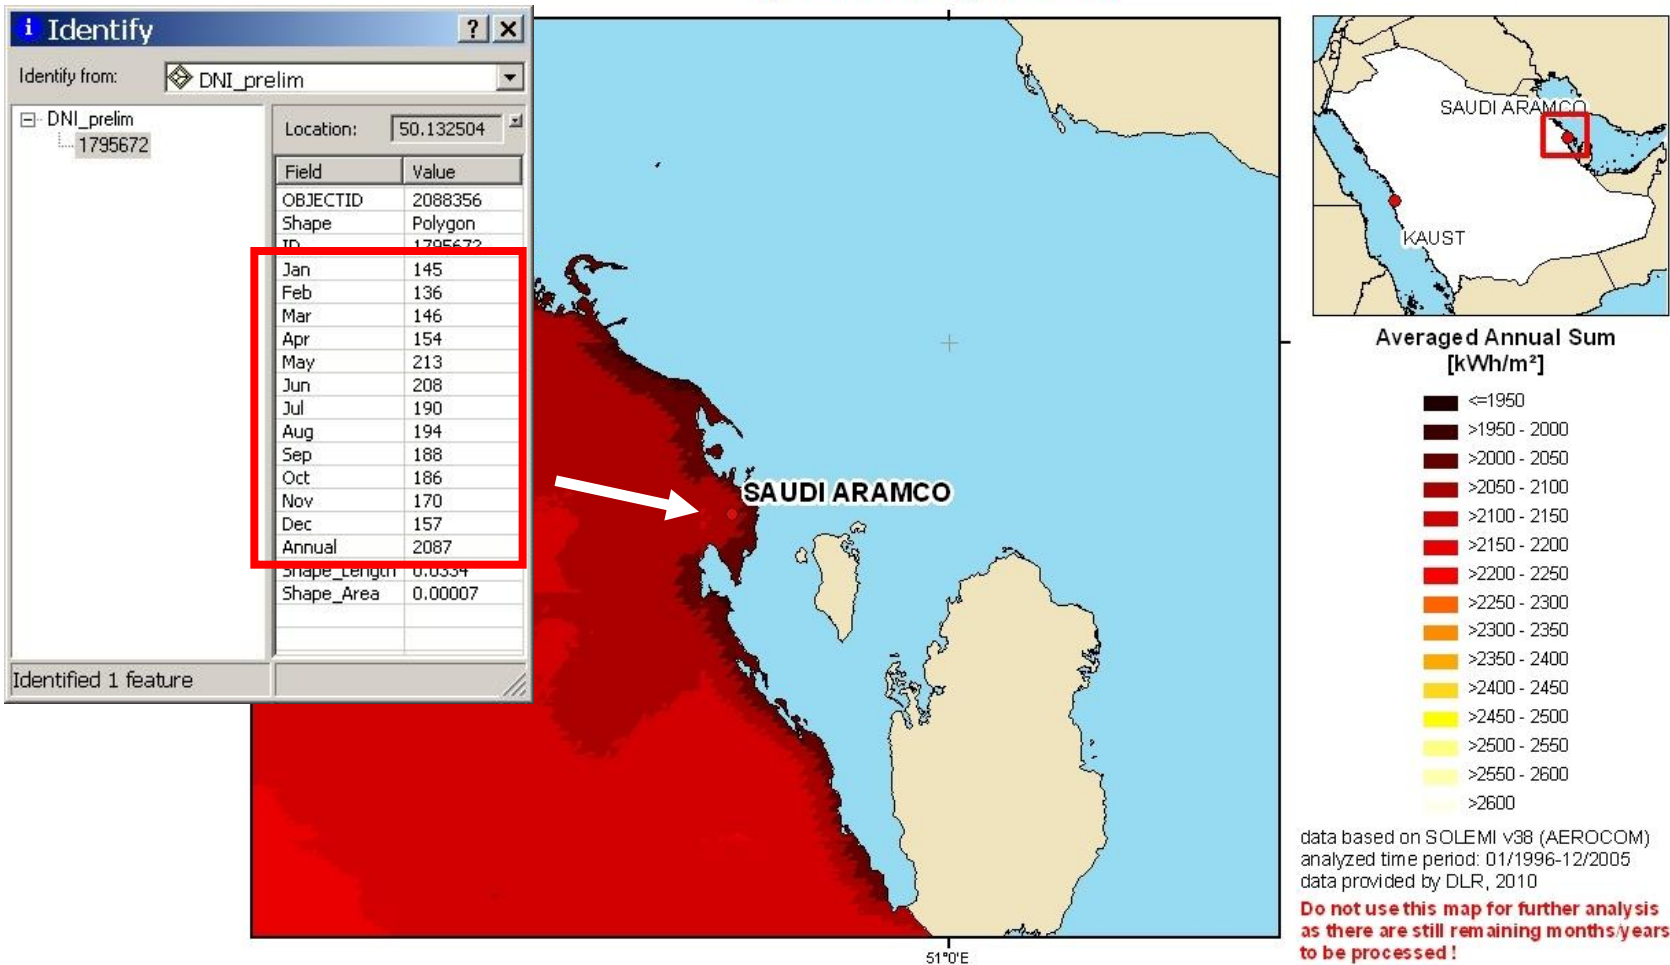 Identify
Identify from: DNI_prelim
DNI_prelim
1795672
Location: 50.132504
Field Value
OBJECTID 2088356
Shape Polygon
ID 1795672
Jan 145
Feb 136
Mar 146
Apr 154
May 213
Jun 208
Jul 190
Aug 194
Sep 188
Oct 186
Nov 170
Dec 157
Annual 2087
Shape_Length 0.0334
Shape_Area 0.00007
Identified 1 feature
SAUDI ARAMCO
51°0'E
SAUDI ARAMCO
KAUST
Averaged Annual Sum
[kWh/m²]
<=1950
>1950 - 2000
>2000 - 2050
>2050 - 2100
>2100 - 2150
>2150 - 2200
>2200 - 2250
>2250 - 2300
>2300 - 2350
>2350 - 2400
>2400 - 2450
>2450 - 2500
>2500 - 2550
>2550 - 2600
>2600
data based on SOLEMI v38 (AEROCOM)
analyzed time period: 01/1996-12/2005
data provided by DLR, 2010
Do not use this map for further analysis
as there are still remaining months/years
to be processed !